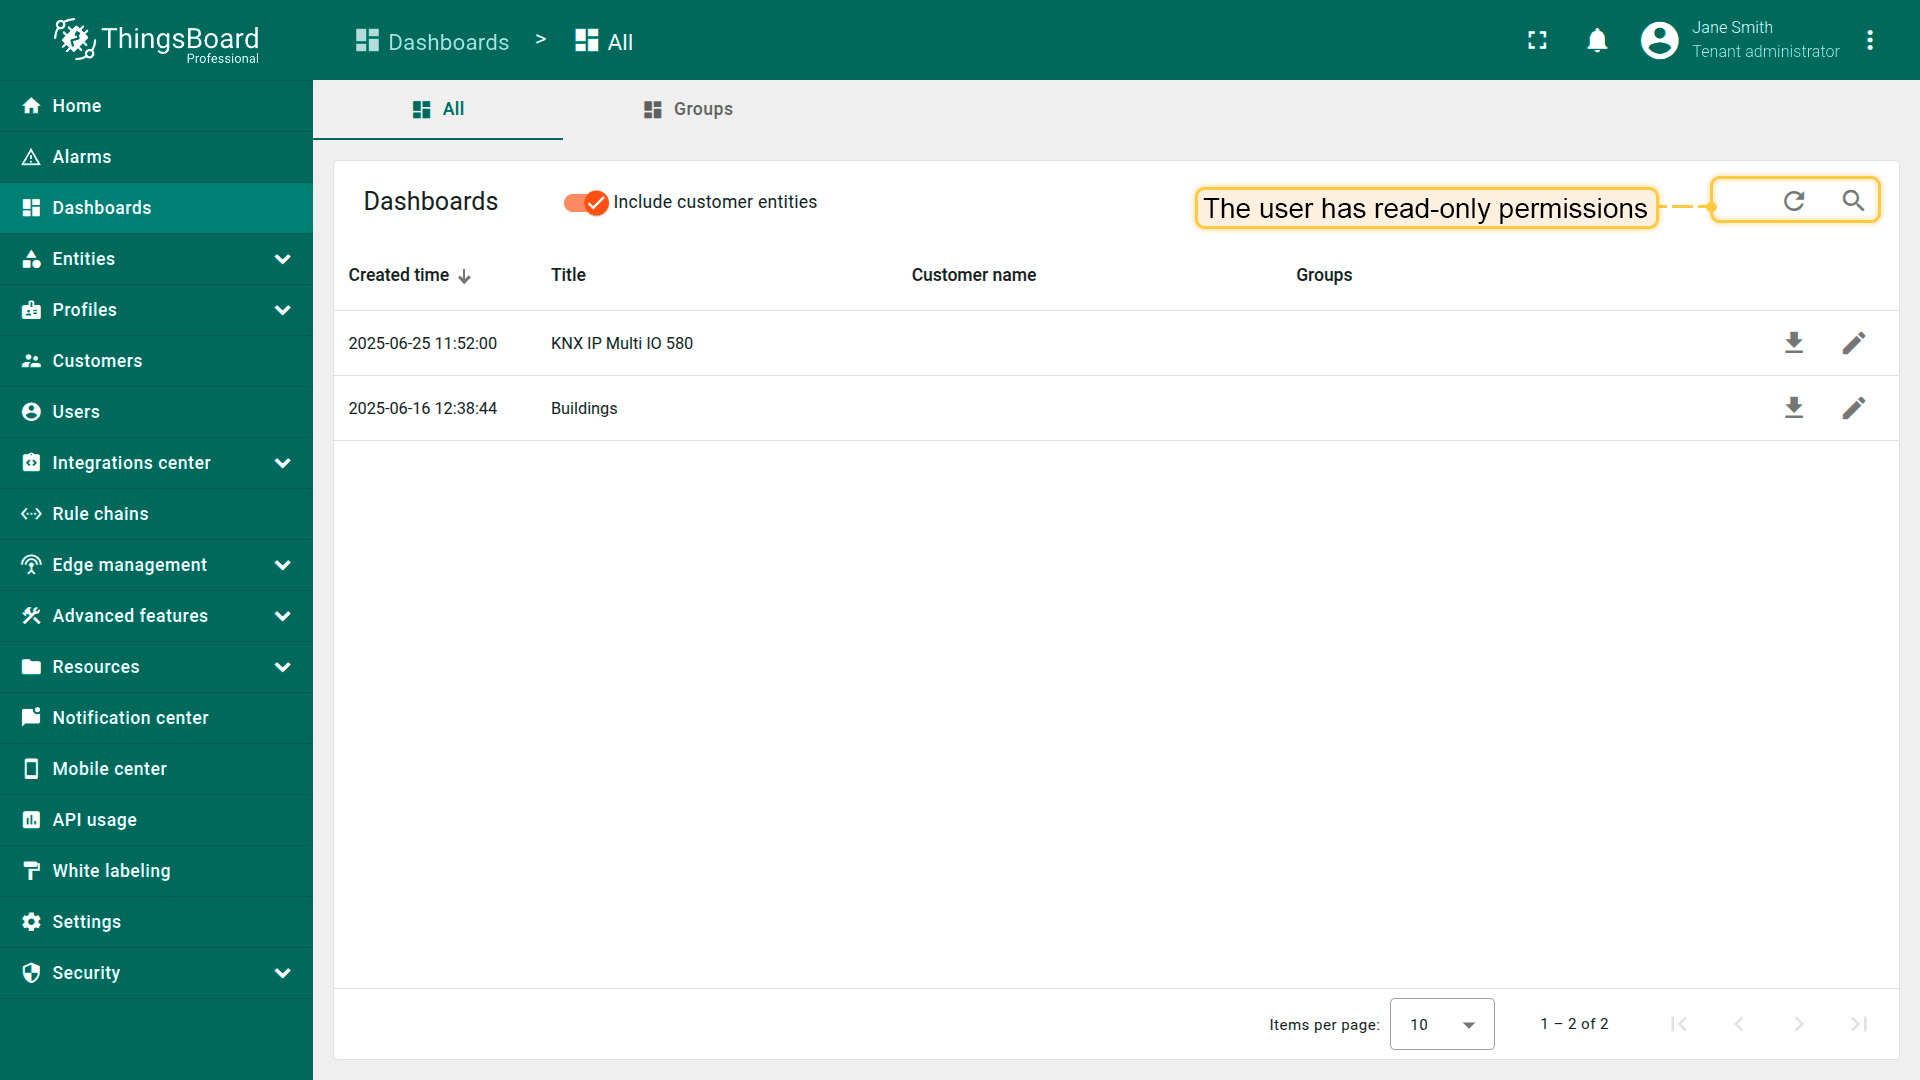 ThingsBoard
Professional
Dashboards > All
Jane Smith
Tenant administrator
Home
Alarms
Dashboards
Entities
Profiles
Customers
Users
Integrations center
Rule chains
Edge management
Advanced features
Resources
Notification center
Mobile center
API usage
White labeling
Settings
Security
All
Groups
Dashboards
Include customer entities
The user has read-only permissions
Created time Title Customer name Groups
2025-06-25 11:52:00 KNX IP Multi IO 580
2025-06-16 12:38:44 Buildings
Items per page: 10 1 – 2 of 2